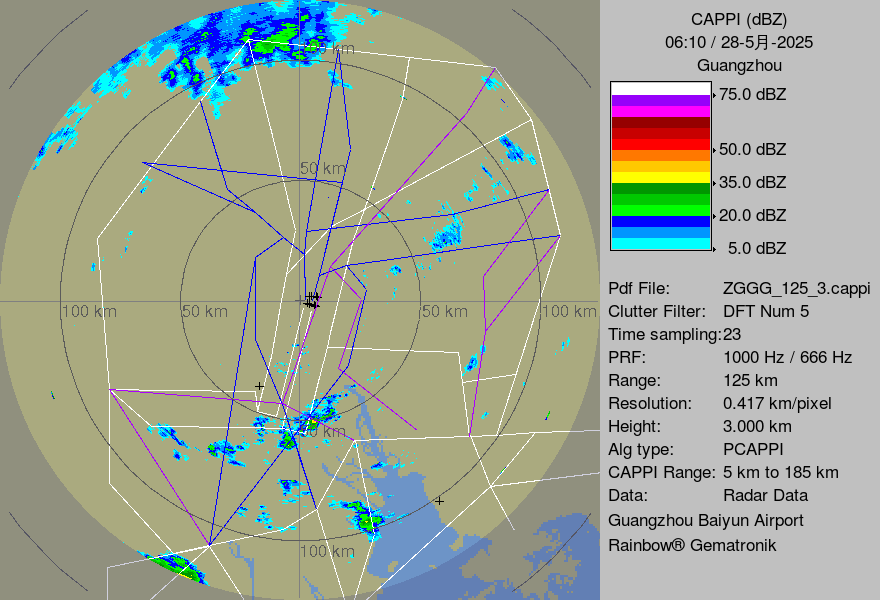 CAPPI (dBZ)
06:10 / 28-5月-2025
Guangzhou
75.0 dBZ
50.0 dBZ
35.0 dBZ
20.0 dBZ
5.0 dBZ
Pdf File: ZGGG_125_3.cappi
Clutter Filter: DFT Num 5
Time sampling:23
PRF: 1000 Hz / 666 Hz
Range: 125 km
Resolution: 0.417 km/pixel
Height: 3.000 km
Alg type: PCAPPI
CAPPI Range: 5 km to 185 km
Data: Radar Data
Guangzhou Baiyun Airport
Rainbow® Gematronik
100 km
50 km
100 km
50 km
50 km
100 km
50 km
100 km